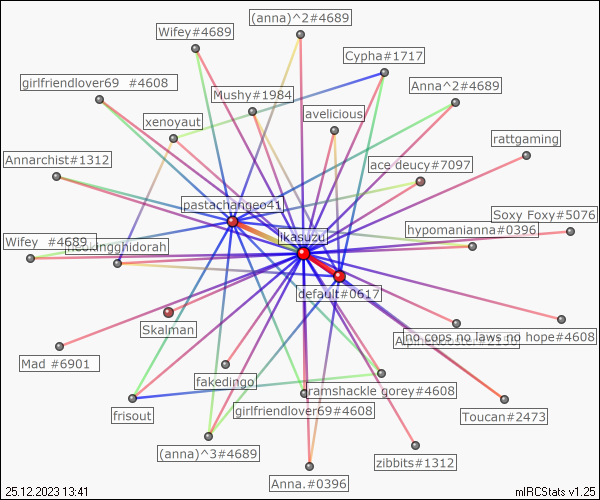 (anna)^2#4689
Wifey#4689
Cypha#1717
girlfriendlover69 #4608
Anna^2#4689
Mushy#1984
avelicious
xenoyaut
rattgaming
Annarchist#1312
ace deucy#7097
pastachangeo41
Soxy Foxy#5076
hypomanianna#0396
ikasuzu
Wifey #4689
default#0617
Skalman
no cops no laws no hope#4608
Mad #6901
fakedingo
ramshackle gorey#4608
girlfriendlover69#4608
frisout
Toucan#2473
(anna)^3#4689
zibbits#1312
Anna.#0396
25.12.2023 13:41
mIRCStats v1.25